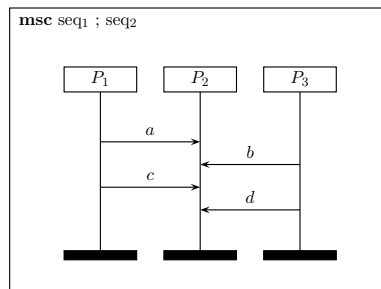 msc seq₁ ; seq₂
P₁ P₂ P₃
a
b
c
d